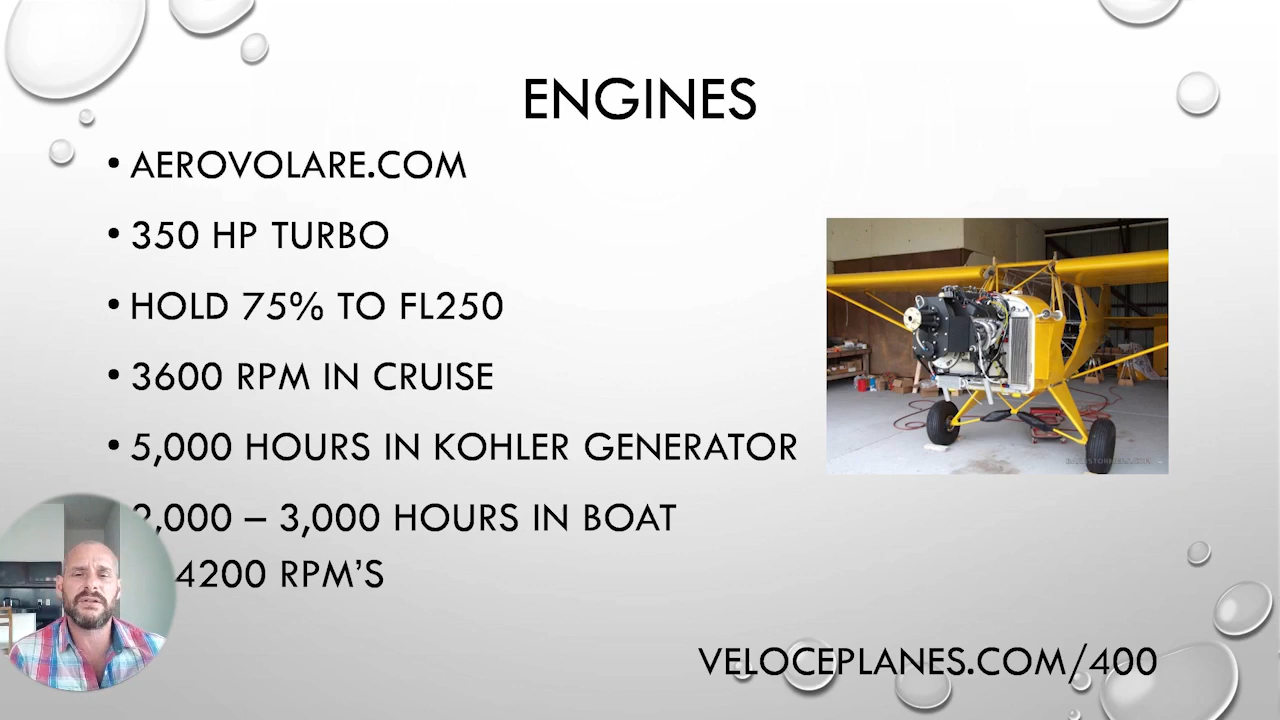 ENGINES
• AEROVOLARE.COM
• 350 HP TURBO
• HOLD 75% TO FL250
• 3600 RPM IN CRUISE
• 5,000 HOURS IN KOHLER GENERATOR
2,000 – 3,000 HOURS IN BOAT
4200 RPM’S
VELOCEPLANES.COM/400